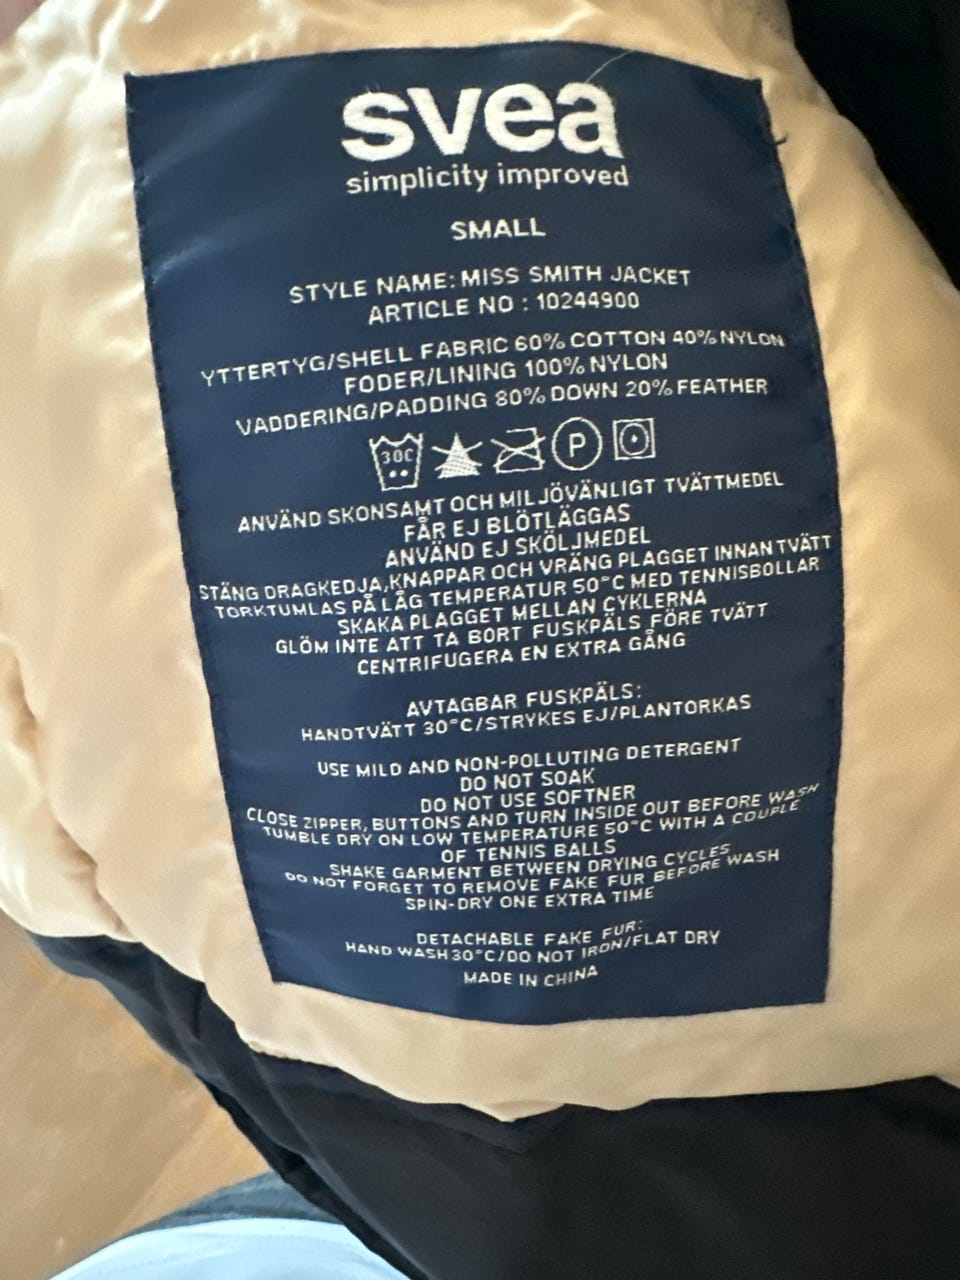 svea
simplicity improved
SMALL
STYLE NAME: MISS SMITH JACKET
ARTICLE NO : 10244900
YTTERTYG/SHELL FABRIC 60% COTTON 40% NYLON
FODER/LINING 100% NYLON
VADDERING/PADDING 80% DOWN 20% FEATHER
30C P
ANVÄND SKONSAMT OCH MILJÖVÄNLIGT TVÄTTMEDEL
FÅR EJ BLÖTLÄGGAS
ANVÄND EJ SKÖLJMEDEL
STÄNG DRAGKEDJA,KNAPPAR OCH VRÄNG PLAGGET INNAN TVÄTT
TORKTUMLAS PÅ LÅG TEMPERATUR 50°C MED TENNISBOLLAR
SKAKA PLAGGET MELLAN CYKLERNA
GLÖM INTE ATT TA BORT FUSKPÄLS FÖRE TVÄTT
CENTRIFUGERA EN EXTRA GÅNG
AVTAGBAR FUSKPÄLS:
HANDTVÄTT 30°C/STRYKES EJ/PLANTORKAS
USE MILD AND NON-POLLUTING DETERGENT
DO NOT SOAK
DO NOT USE SOFTNER
CLOSE ZIPPER, BUTTONS AND TURN INSIDE OUT BEFORE WASH
TUMBLE DRY ON LOW TEMPERATURE 50°C WITH A COUPLE
OF TENNIS BALLS
SHAKE GARMENT BETWEEN DRYING CYCLES
DO NOT FORGET TO REMOVE FAKE FUR BEFORE WASH
SPIN-DRY ONE EXTRA TIME
DETACHABLE FAKE FUR:
HAND WASH 30°C/DO NOT IRON/FLAT DRY
MADE IN CHINA